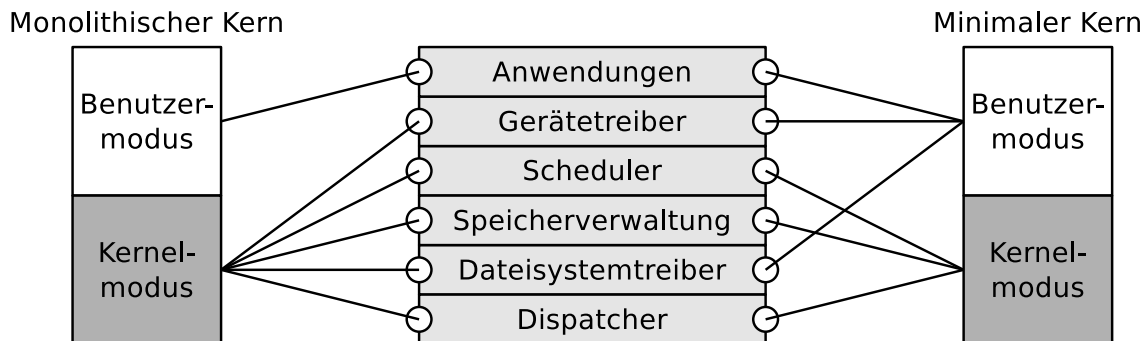 Monolithischer Kern
Minimaler Kern
Benutzer-
modus
Kernel-
modus
Anwendungen
Gerätetreiber
Scheduler
Speicherverwaltung
Dateisystemtreiber
Dispatcher
Benutzer-
modus
Kernel-
modus